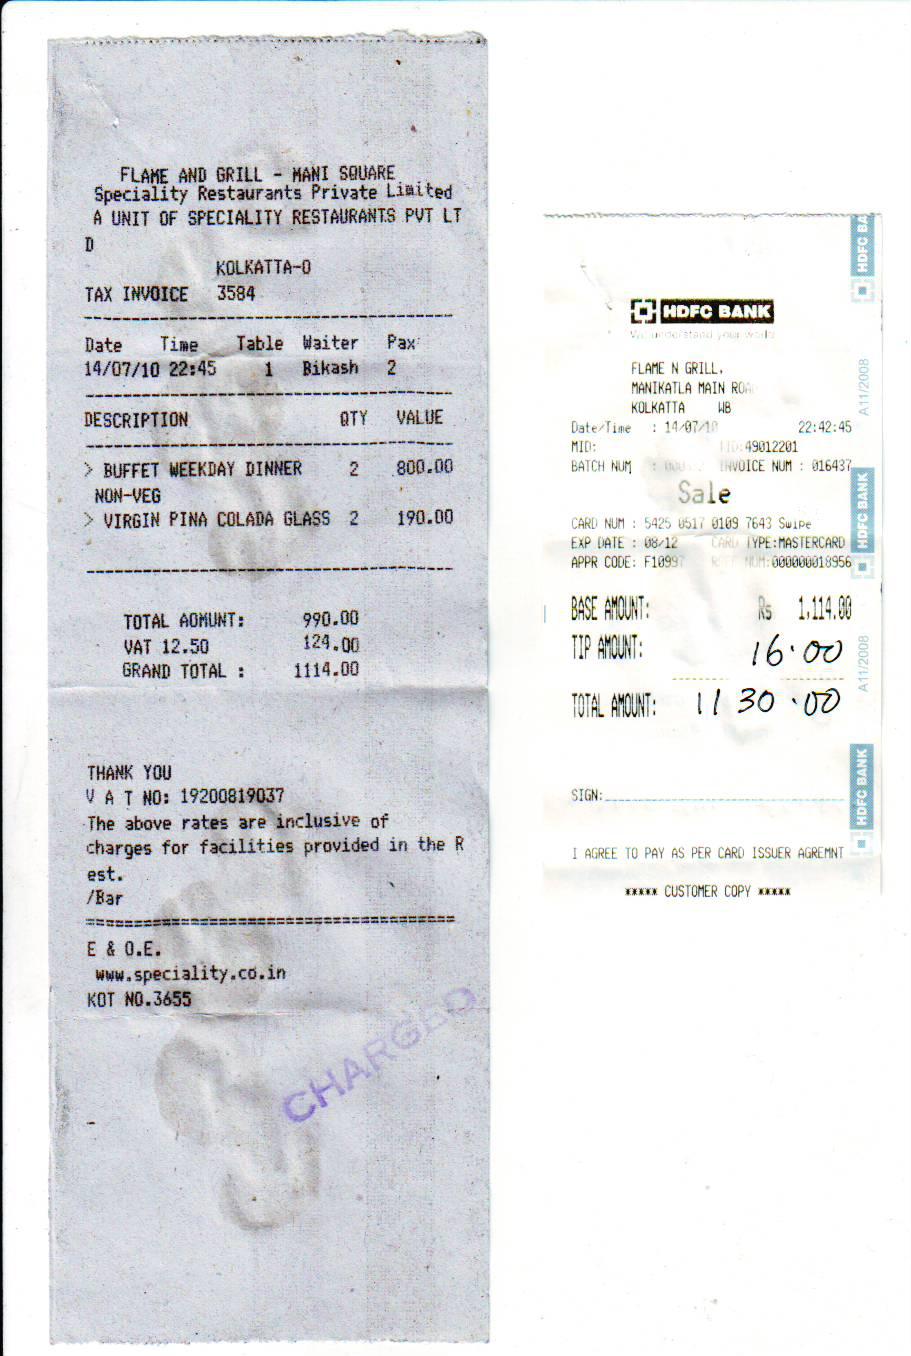 FLAME AND GRILL - MANI SQUARE
Speciality Restaurants Private Limited
A UNIT OF SPECIALITY RESTAURANTS PVT LT
D
KOLKATTA-0
TAX INVOICE 3584
Date Time Table Waiter Pax
14/07/10 22:45 1 Bikash 2
DESCRIPTION QTY VALUE
> BUFFET WEEKDAY DINNER 2 800.00
NON-VEG
> VIRGIN PINA COLADA GLASS 2 190.00
TOTAL AOMUNT: 990.00
VAT 12.50 124.00
GRAND TOTAL : 1114.00
THANK YOU
V A T NO: 19200819037
The above rates are inclusive of
charges for facilities provided in the R
est.
/Bar
E & O.E.
www.speciality.co.in
KOT NO.3655
CHARGED
HDFC BANK
We understand your world
FLAME N GRILL,
MANIKATLA MAIN ROA
KOLKATTA WB
Date/Time : 14/07/10 22:42:45
MID: TID:49012201
BATCH NUM : INVOICE NUM : 016437
Sale
CARD NUM : 5425 0517 0109 7643 Swipe
EXP DATE : 08/12 CARD TYPE:MASTERCARD
APPR CODE: F10997 REF NUM:000000018956
BASE AMOUNT: Rs 1,114.00
TIP AMOUNT: 16.00
TOTAL AMOUNT: 1130.00
SIGN:
I AGREE TO PAY AS PER CARD ISSUER AGREMNT
***** CUSTOMER COPY *****
HDFC BA
A11/2008
HDFC BANK
A11/2008
HDFC BANK